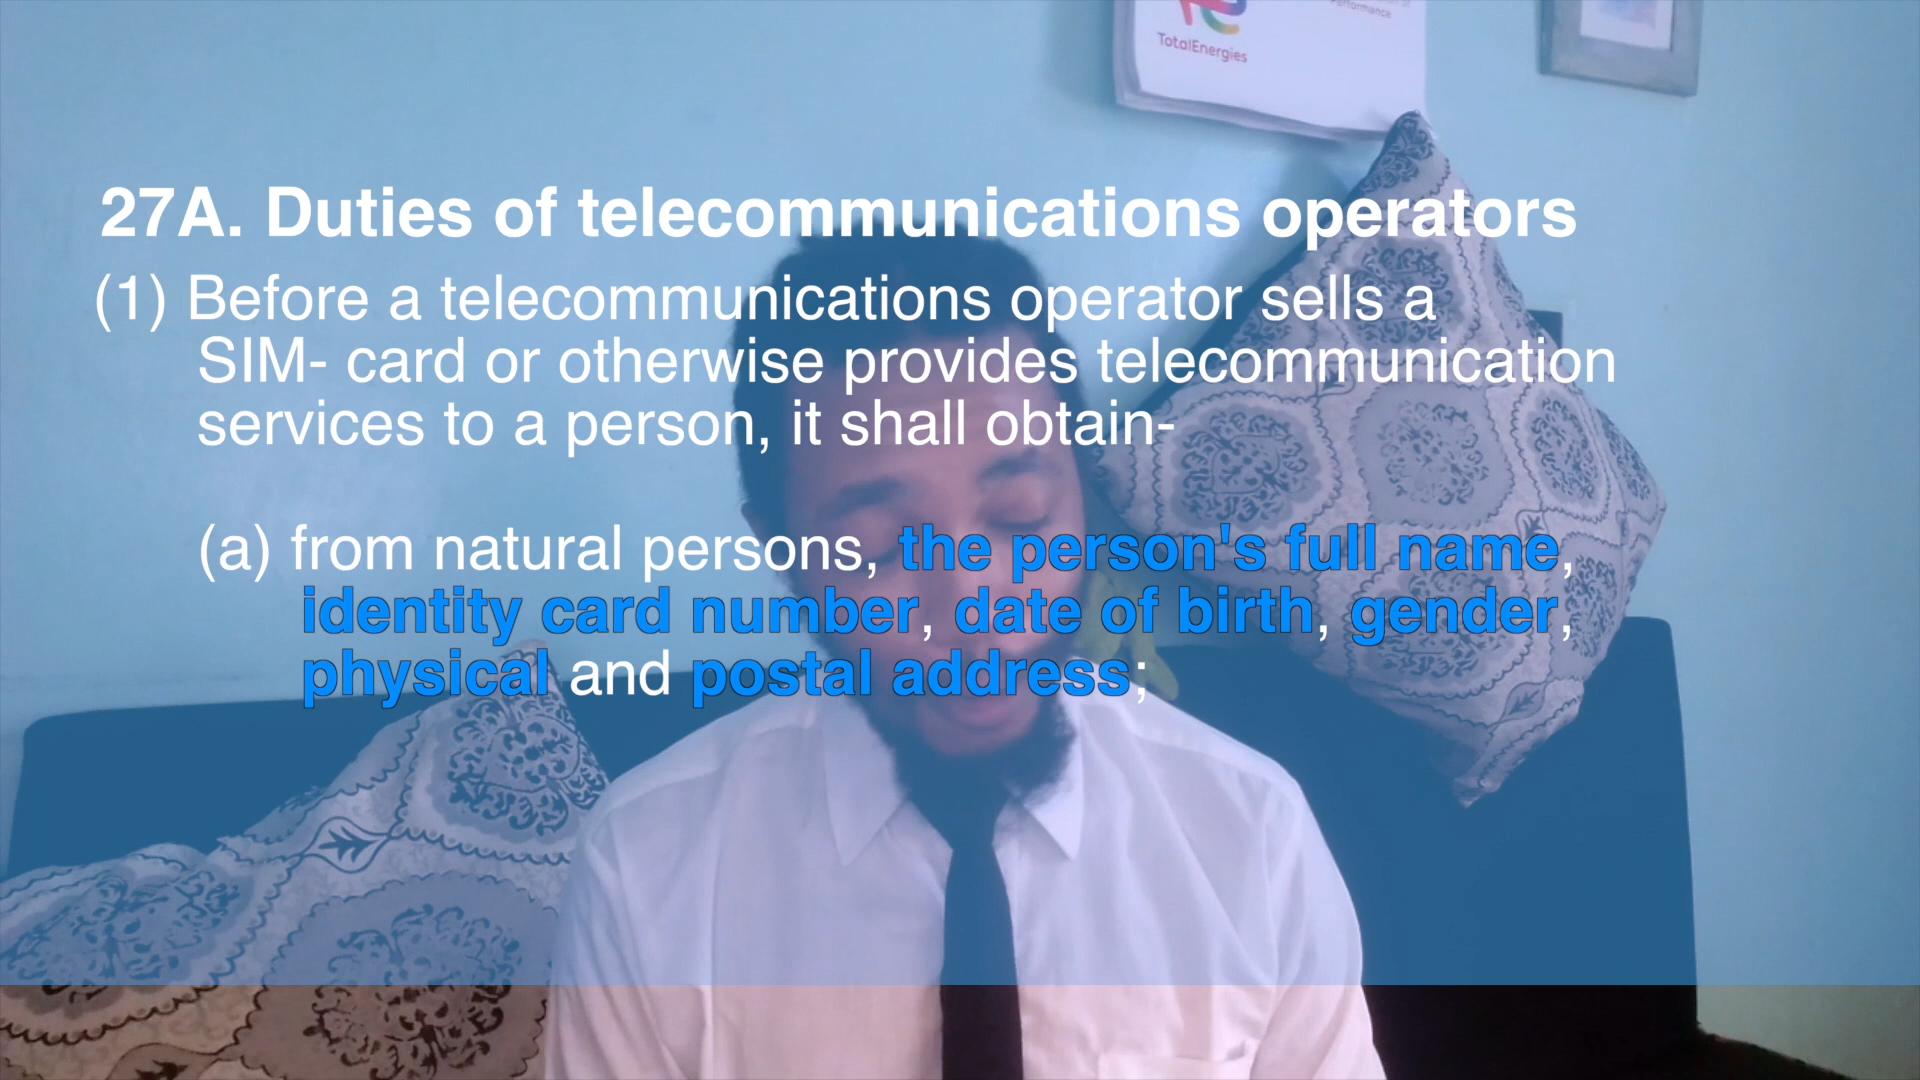 TotalEnergies
Performance
27A. Duties of telecommunications operators
(1) Before a telecommunications operator sells a
SIM- card or otherwise provides telecommunication
services to a person, it shall obtain-
(a) from natural persons, the person's full name,
identity card number, date of birth, gender,
physical and postal address;